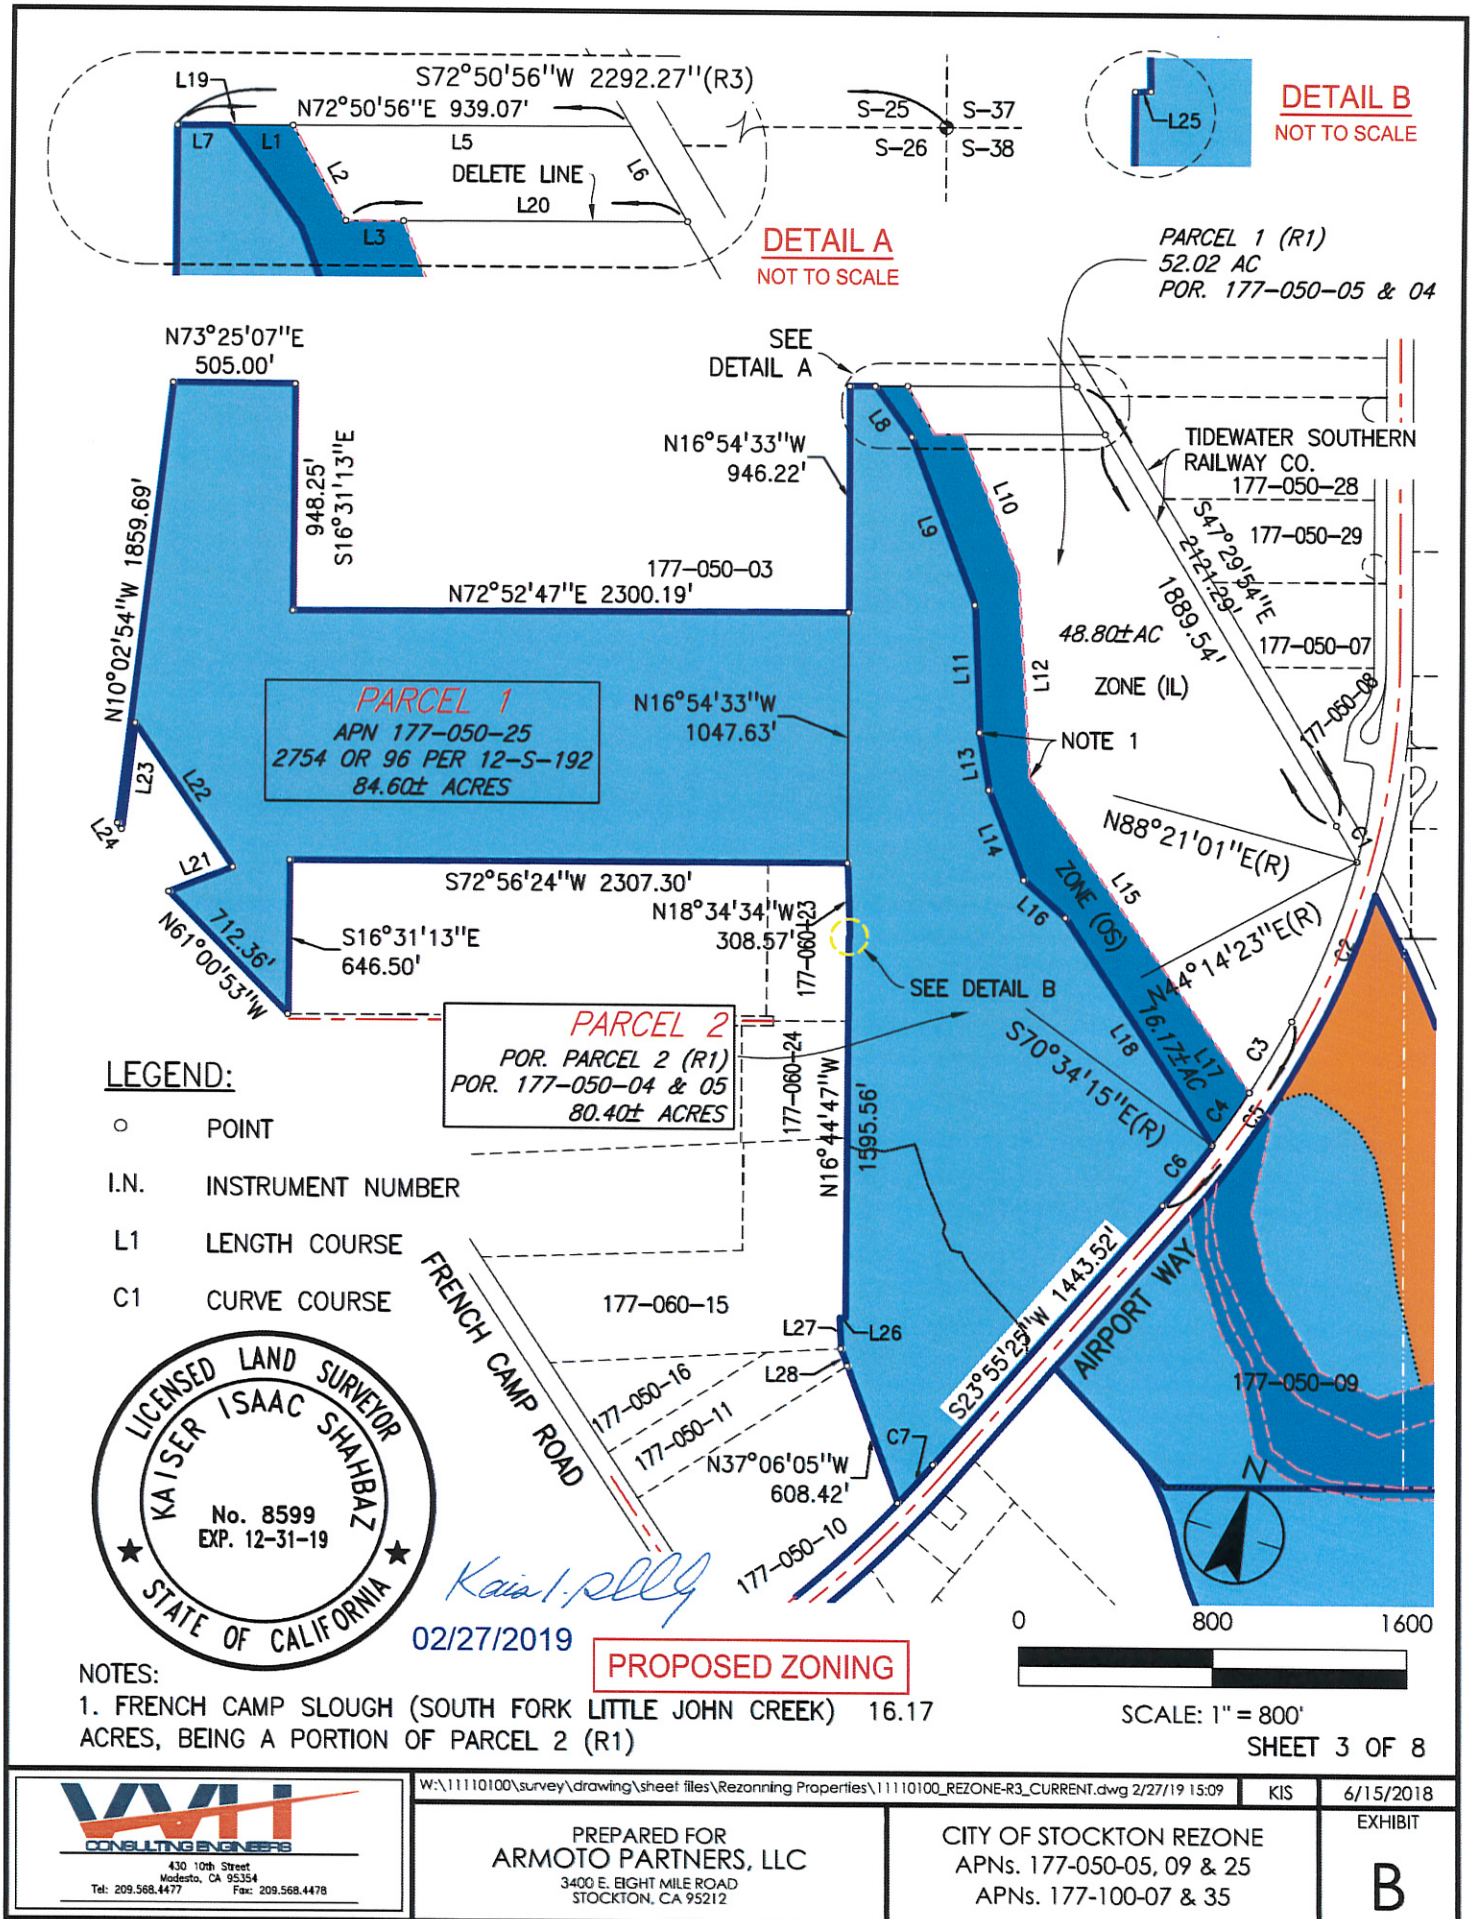 S72°50'56"W 2292.27'(R3)
L19
N72°50'56"E 939.07'
L7
L1
L2
L5
L6
DELETE LINE
L20
L3
DETAIL A
NOT TO SCALE
S-25
S-37
S-26
S-38
L25
DETAIL B
NOT TO SCALE
PARCEL 1 (R1)
52.02 AC
POR. 177-050-05 & 04
N73°25'07"E
505.00'
SEE
DETAIL A
N16°54'33"W
946.22'
L8
L9
L10
TIDEWATER SOUTHERN
RAILWAY CO.
177-050-28
177-050-29
S47°29'54"E
2121.29'
1889.54'
177-050-07
177-050-08
948.25'
S16°31'13"E
N10°02'54"W 1859.69'
177-050-03
N72°52'47"E 2300.19'
48.80± AC
ZONE (IL)
L11
L12
NOTE 1
PARCEL 1
APN 177-050-25
2754 OR 96 PER 12-S-192
84.60± ACRES
N16°54'33"W
1047.63'
L13
L23
L22
L24
L21
L14
L16
L15
N88°21'01"E(R)
C1
ZONE (OS)
S72°56'24"W 2307.30'
N18°34'34"W
308.57'
177-060-23
N61°00'53"W
712.36'
S16°31'13"E
646.50'
SEE DETAIL B
N44°14'23"E(R)
C2
16.17± AC
L17
L18
S70°34'15"E(R)
C3
C4
C5
C6
PARCEL 2
POR. PARCEL 2 (R1)
POR. 177-050-04 & 05
80.40± ACRES
177-060-24
N16°44'47"W
1595.56'
LEGEND:
POINT
I.N. INSTRUMENT NUMBER
L1 LENGTH COURSE
C1 CURVE COURSE
FRENCH CAMP ROAD
177-060-15
L27
L26
L28
177-050-16
177-050-11
S23°55'25"W 1443.52'
AIRPORT WAY
177-050-09
C7
N37°06'05"W
608.42'
177-050-10
N
LICENSED LAND SURVEYOR
KAISER ISAAC SHAHBAZ
No. 8599
EXP. 12-31-19
STATE OF CALIFORNIA
02/27/2019
PROPOSED ZONING
0 800 1600
SCALE: 1" = 800'
SHEET 3 OF 8
NOTES:
1. FRENCH CAMP SLOUGH (SOUTH FORK LITTLE JOHN CREEK) 16.17
ACRES, BEING A PORTION OF PARCEL 2 (R1)
VVH
CONSULTING ENGINEERS
430 10th Street
Modesto, CA 95354
Tel: 209.568.4477 Fax: 209.568.4478
W:\11110100\survey\drawing\sheet files\Rezonning Properties\11110100_REZONE-R3_CURRENT.dwg 2/27/19 15:09
KIS
6/15/2018
PREPARED FOR
ARMOTO PARTNERS, LLC
3400 E. EIGHT MILE ROAD
STOCKTON, CA 95212
CITY OF STOCKTON REZONE
APNs. 177-050-05, 09 & 25
APNs. 177-100-07 & 35
EXHIBIT
B